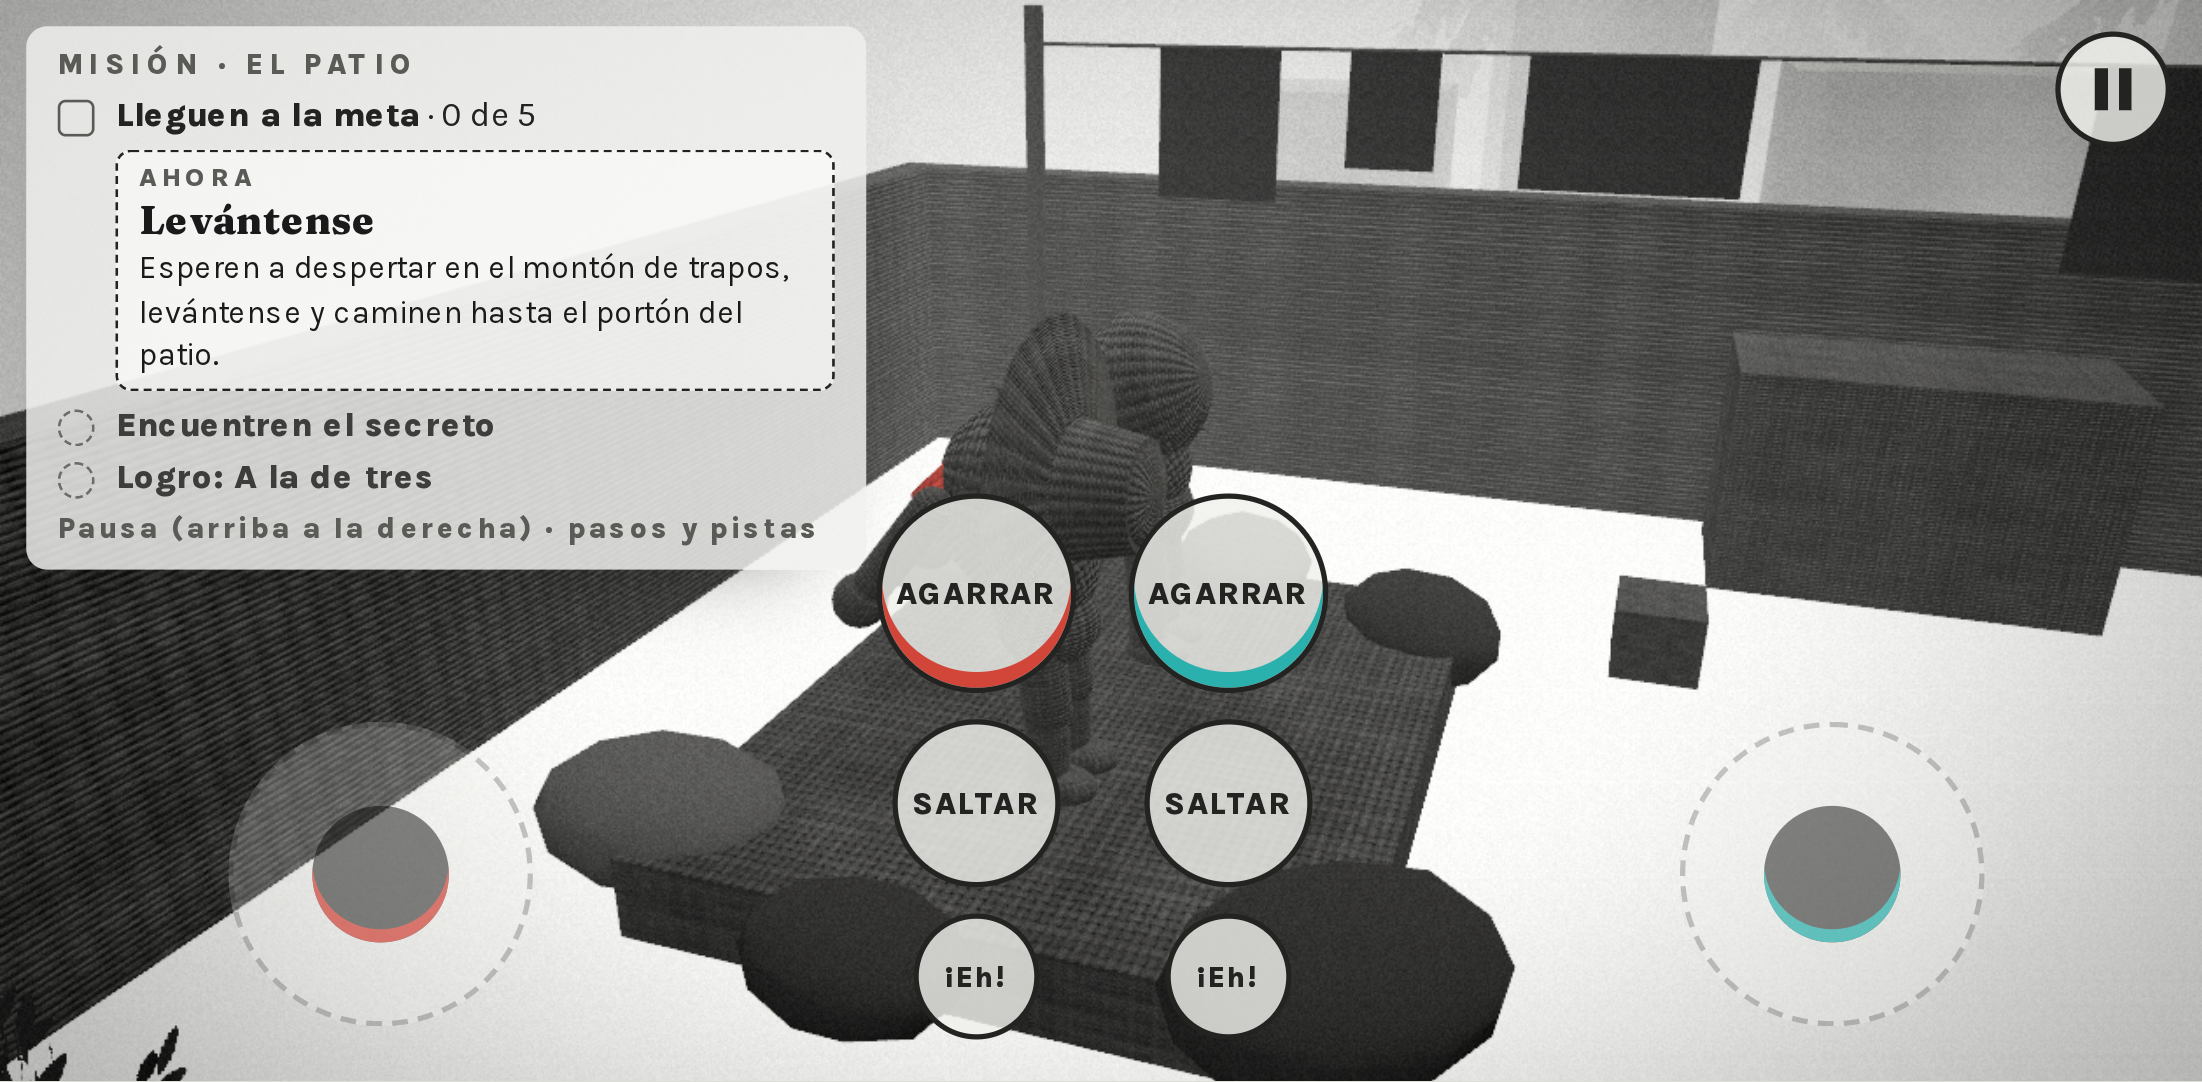 MISIÓN · EL PATIO
Lleguen a la meta · 0 de 5
AHORA
Levántense
Esperen a despertar en el montón de trapos,
levántense y caminen hasta el portón del
patio.
Encuentren el secreto
Logro: A la de tres
Pausa (arriba a la derecha) · pasos y pistas
AGARRAR
AGARRAR
SALTAR
SALTAR
¡Eh!
¡Eh!